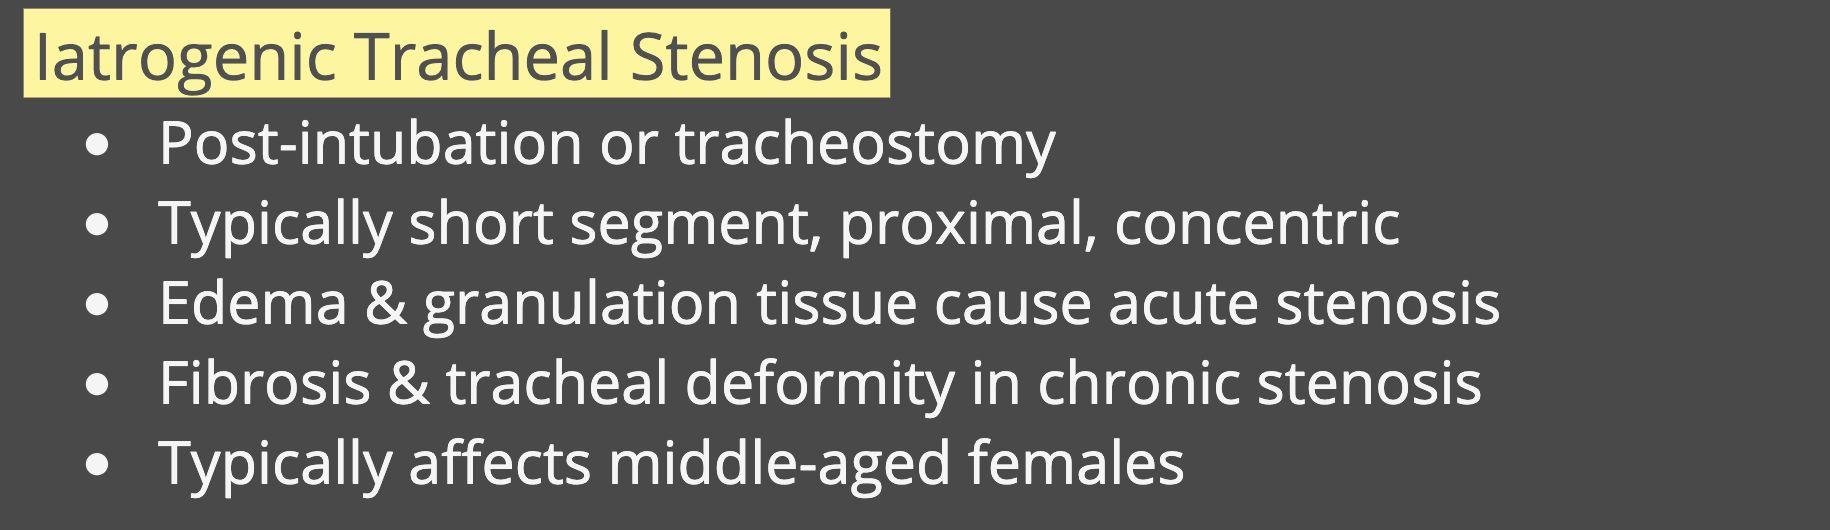 Iatrogenic Tracheal Stenosis
• Post-intubation or tracheostomy
• Typically short segment, proximal, concentric
• Edema & granulation tissue cause acute stenosis
• Fibrosis & tracheal deformity in chronic stenosis
• Typically affects middle-aged females